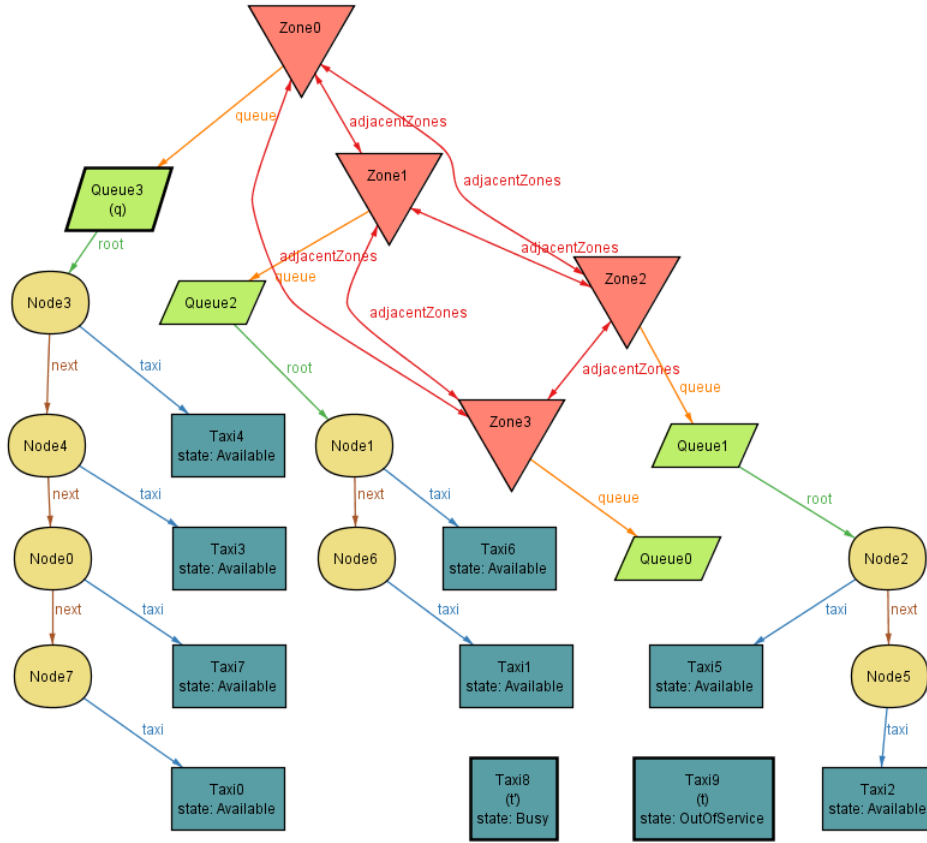 Zone0
queue
adjacentZones
Zone1
adjacentZones
Queue3
(q)
root
adjacentZones
adjacentZones
queue
Zone2
Node3
Queue2
adjacentZones
next
taxi
root
adjacentZones
queue
Zone3
Taxi4
state: Available
Node4
Node1
Queue1
next
taxi
next
taxi
queue
root
Taxi3
state: Available
Taxi6
state: Available
Node0
Node6
Queue0
Node2
next
taxi
taxi
taxi
next
Taxi7
state: Available
Taxi1
state: Available
Taxi5
state: Available
Node7
Node5
taxi
taxi
Taxi0
state: Available
Taxi8
(t')
state: Busy
Taxi9
(t)
state: OutOfService
Taxi2
state: Available